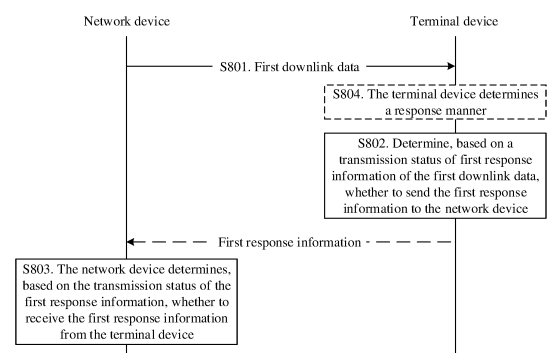 Network device
Terminal device
S801. First downlink data
S804. The terminal device determines
a response manner
S802. Determine, based on a
transmission status of first response
information of the first downlink data,
whether to send the first response
information to the network device
First response information
S803. The network device determines,
based on the transmission status of the
first response information, whether to
receive the first response information
from the terminal device